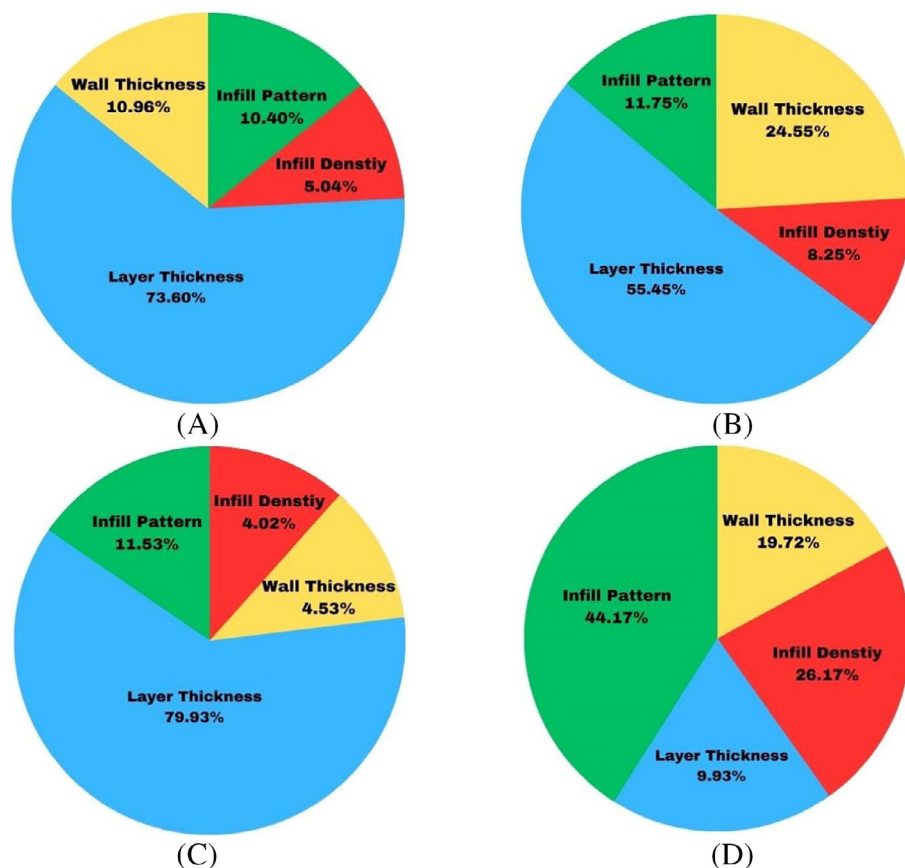 Wall Thickness
10.96%
Infill Pattern
10.40%
Infill Denstiy
5.04%
Layer Thickness
73.60%
(A)
Infill Pattern
11.75%
Wall Thickness
24.55%
Infill Denstiy
8.25%
Layer Thickness
55.45%
(B)
Infill Pattern
11.53%
Infill Denstiy
4.02%
Wall Thickness
4.53%
Layer Thickness
79.93%
(C)
Wall Thickness
19.72%
Infill Pattern
44.17%
Infill Denstiy
26.17%
Layer Thickness
9.93%
(D)